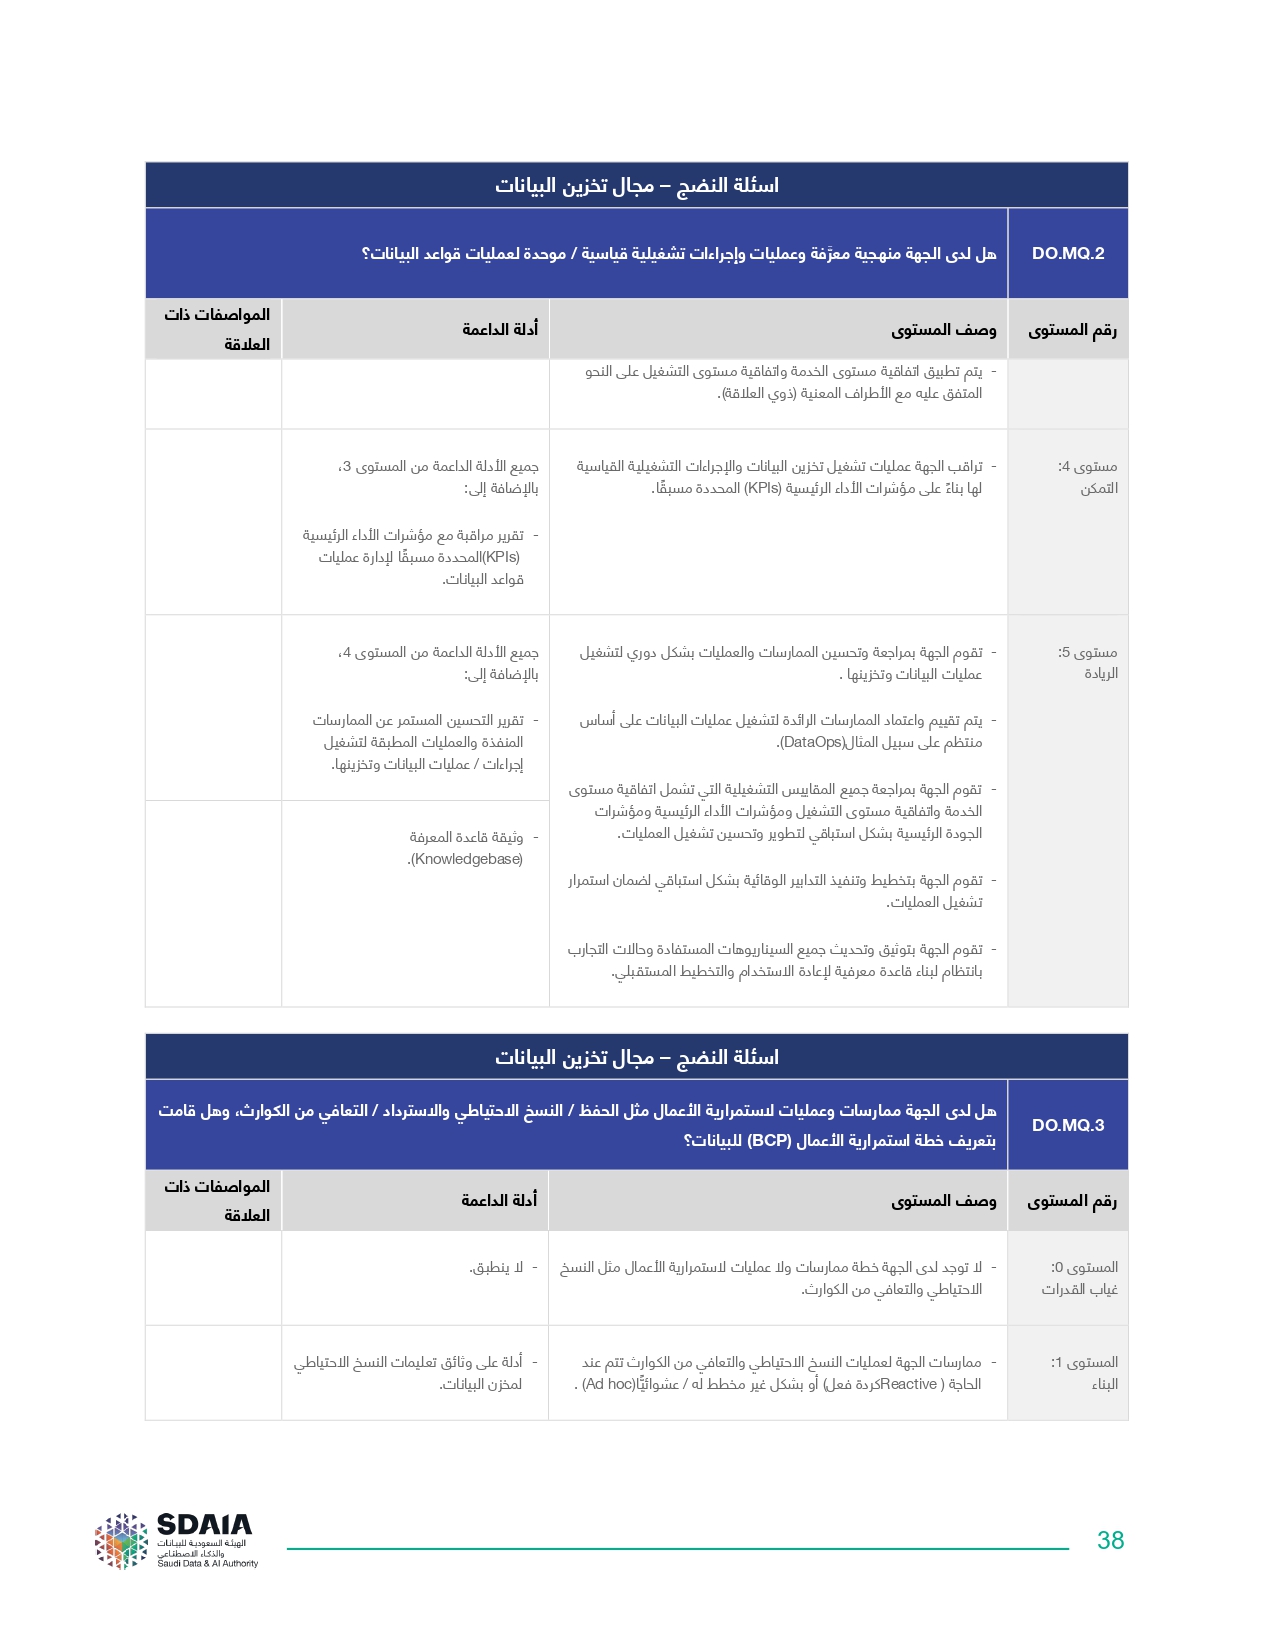 اسئلة النضج – مجال تخزين البيانات
DO.MQ.2
هل لدى الجهة منهجية معرَّفة وعمليات وإجراءات تشغيلية قياسية / موحدة لعمليات قواعد البيانات؟
رقم المستوى
وصف المستوى
أدلة الداعمة
المواصفات ذات
العلاقة
- يتم تطبيق اتفاقية مستوى الخدمة واتفاقية مستوى التشغيل على النحو
المتفق عليه مع الأطراف المعنية (ذوي العلاقة).
مستوى 4:
التمكن
- تراقب الجهة عمليات تشغيل تخزين البيانات والإجراءات التشغيلية القياسية
لها بناءً على مؤشرات الأداء الرئيسية (KPIs) المحددة مسبقًا.
جميع الأدلة الداعمة من المستوى 3،
بالإضافة إلى:
- تقرير مراقبة مع مؤشرات الأداء الرئيسية
(KPIs)المحددة مسبقًا لإدارة عمليات
قواعد البيانات.
مستوى 5:
الريادة
- تقوم الجهة بمراجعة وتحسين الممارسات والعمليات بشكل دوري لتشغيل
عمليات البيانات وتخزينها .
- يتم تقييم واعتماد الممارسات الرائدة لتشغيل عمليات البيانات على أساس
منتظم على سبيل المثال(DataOps).
- تقوم الجهة بمراجعة جميع المقاييس التشغيلية التي تشمل اتفاقية مستوى
الخدمة واتفاقية مستوى التشغيل ومؤشرات الأداء الرئيسية ومؤشرات
الجودة الرئيسية بشكل استباقي لتطوير وتحسين تشغيل العمليات.
- تقوم الجهة بتخطيط وتنفيذ التدابير الوقائية بشكل استباقي لضمان استمرار
تشغيل العمليات.
- تقوم الجهة بتوثيق وتحديث جميع السيناريوهات المستفادة وحالات التجارب
بانتظام لبناء قاعدة معرفية لإعادة الاستخدام والتخطيط المستقبلي.
جميع الأدلة الداعمة من المستوى 4،
بالإضافة إلى:
- تقرير التحسين المستمر عن الممارسات
المنفذة والعمليات المطبقة لتشغيل
إجراءات / عمليات البيانات وتخزينها.
- وثيقة قاعدة المعرفة
(Knowledgebase).
اسئلة النضج – مجال تخزين البيانات
DO.MQ.3
هل لدى الجهة ممارسات وعمليات لاستمرارية الأعمال مثل الحفظ / النسخ الاحتياطي والاسترداد / التعافي من الكوارث، وهل قامت
بتعريف خطة استمرارية الأعمال (BCP) للبيانات؟
رقم المستوى
وصف المستوى
أدلة الداعمة
المواصفات ذات
العلاقة
المستوى 0:
غياب القدرات
- لا توجد لدى الجهة خطة ممارسات ولا عمليات لاستمرارية الأعمال مثل النسخ
الاحتياطي والتعافي من الكوارث.
- لا ينطبق.
المستوى 1:
البناء
- ممارسات الجهة لعمليات النسخ الاحتياطي والتعافي من الكوارث تتم عند
الحاجة ( Reactiveكردة فعل) أو بشكل غير مخطط له / عشوائيًّا(Ad hoc) .
- أدلة على وثائق تعليمات النسخ الاحتياطي
لمخزن البيانات.
SDAIA
الهيئة السعودية للبيانات
والذكاء الاصطناعي
Saudi Data & AI Authority
38